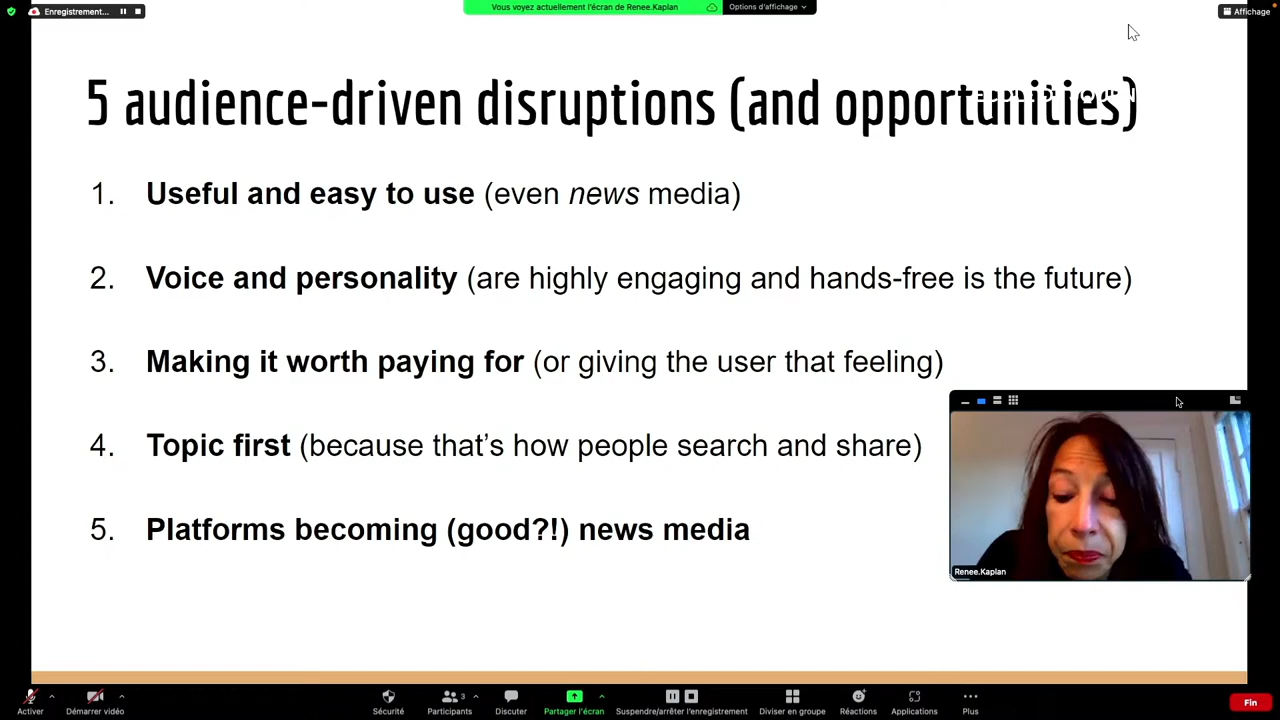 Enregistrement...
Vous voyez actuellement l'écran de Renee.Kaplan
Options d'affichage
Affichage
5 audience-driven disruptions (and opportunities)
1. Useful and easy to use (even news media)
2. Voice and personality (are highly engaging and hands-free is the future)
3. Making it worth paying for (or giving the user that feeling)
4. Topic first (because that's how people search and share)
5. Platforms becoming (good?!) news media
Renee.Kaplan
Activer
Démarrer vidéo
Sécurité
3
Participants
Discuter
Partager l'écran
Suspendre/arrêter l'enregistrement
Diviser en groupe
Réactions
Applications
Plus
Fin